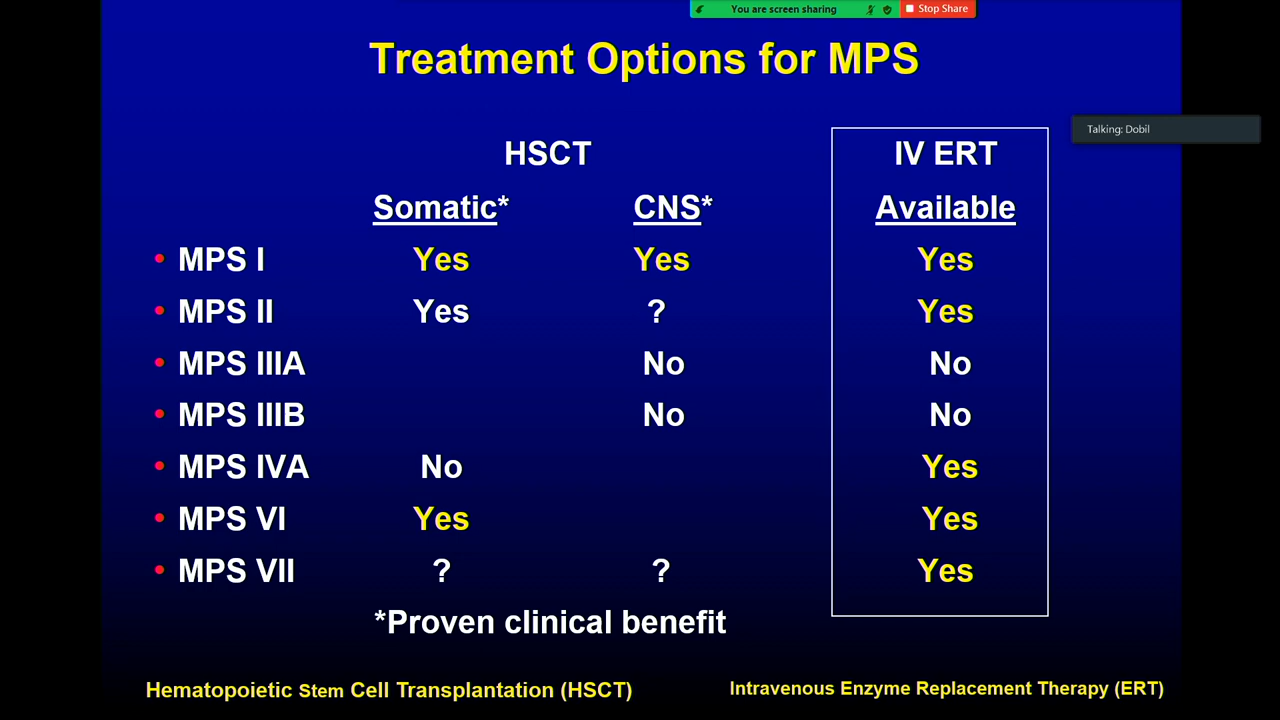 You are screen sharing Stop Share
Treatment Options for MPS
Talking: Dobil
HSCT IV ERT
Somatic* CNS* Available
• MPS I Yes Yes Yes
• MPS II Yes ? Yes
• MPS IIIA No No
• MPS IIIB No No
• MPS IVA No Yes
• MPS VI Yes Yes
• MPS VII ? ? Yes
*Proven clinical benefit
Hematopoietic Stem Cell Transplantation (HSCT) Intravenous Enzyme Replacement Therapy (ERT)